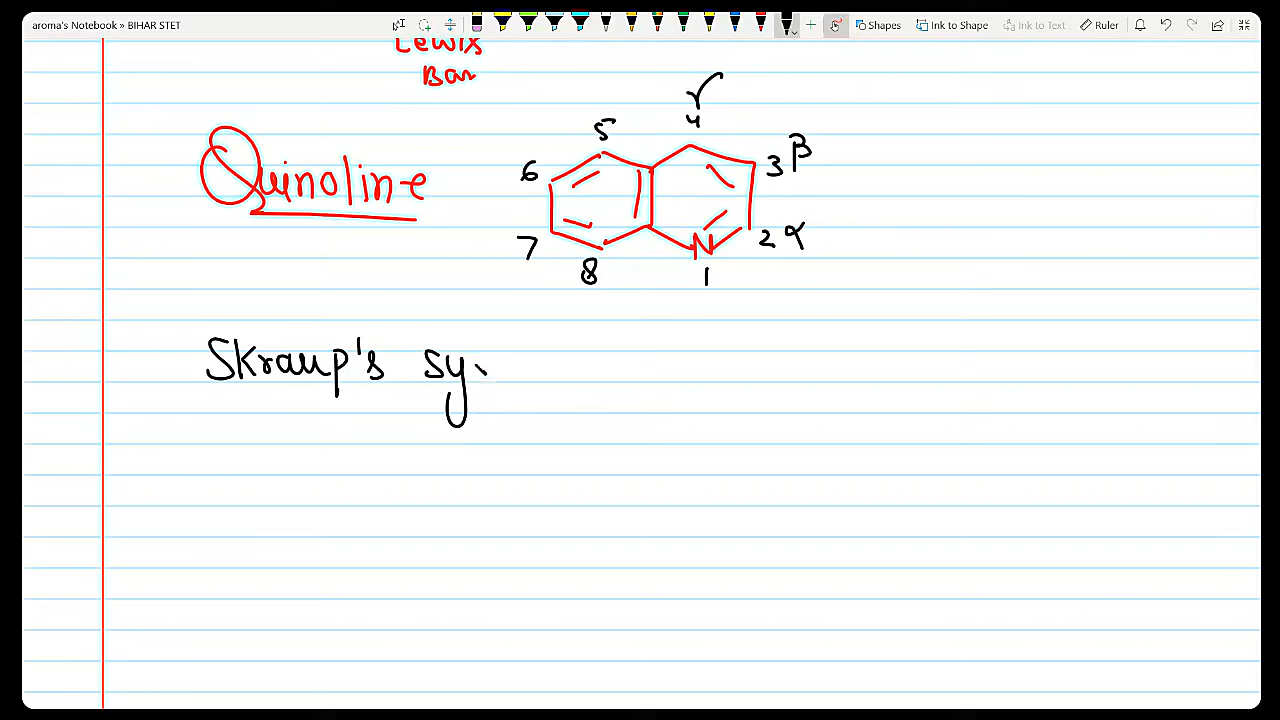 aroma's Notebook » BIHAR STET
Shapes Ink to Shape Ink to Text Ruler
Lewis
γ
5 4
6 Quinoline 3 β
N 2 α
7 8 1
Skraup's sy